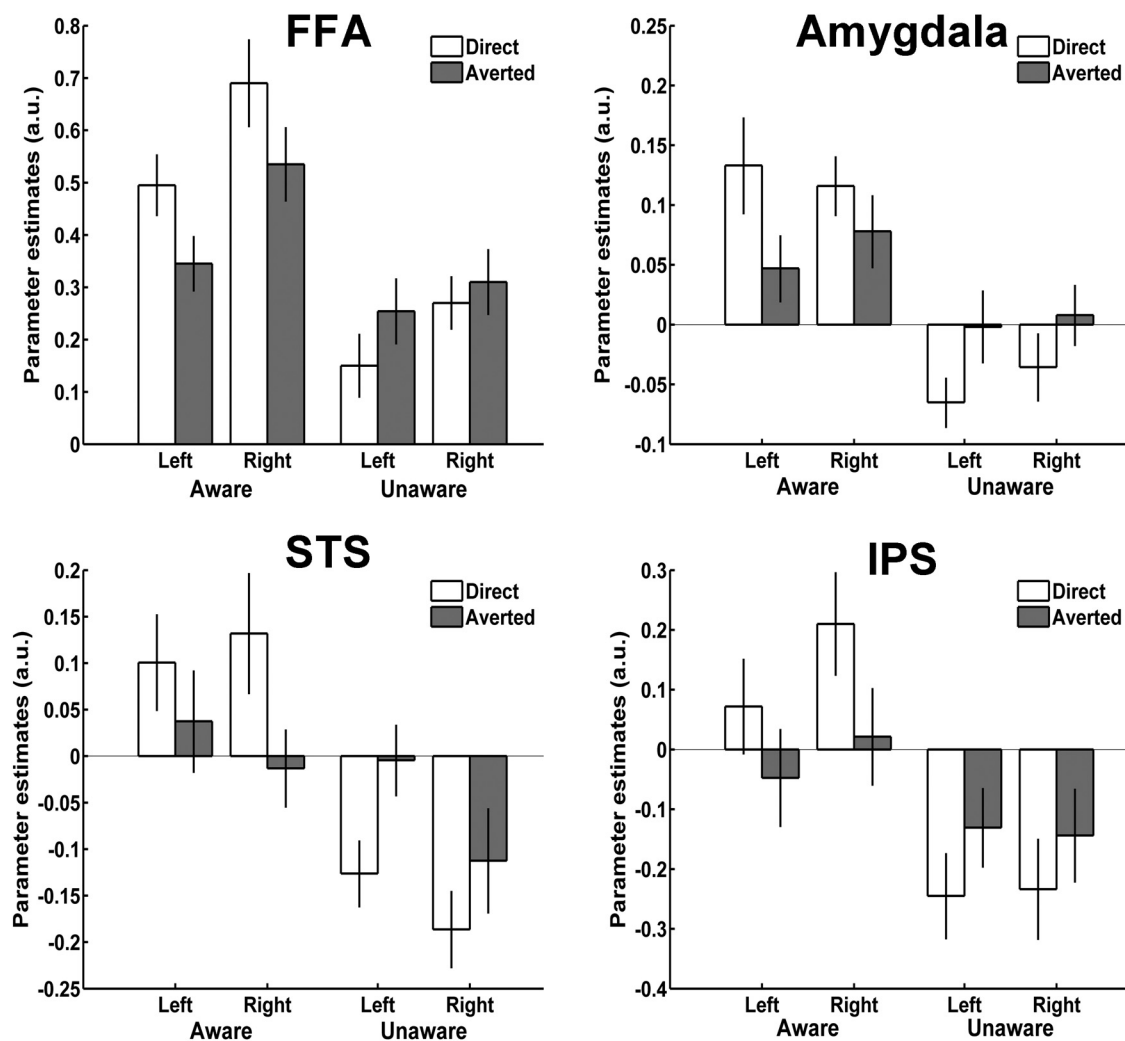 FFA
Direct
Averted
Parameter estimates (a.u.)
0.8
0.7
0.6
0.5
0.4
0.3
0.2
0.1
0
Left Right Left Right
Aware Unaware
Amygdala
Direct
Averted
Parameter estimates (a.u.)
0.25
0.2
0.15
0.1
0.05
0
-0.05
-0.1
Left Right Left Right
Aware Unaware
STS
Direct
Averted
Parameter estimates (a.u.)
0.2
0.15
0.1
0.05
0
-0.05
-0.1
-0.15
-0.2
-0.25
Left Right Left Right
Aware Unaware
IPS
Direct
Averted
Parameter estimates (a.u.)
0.3
0.2
0.1
0
-0.1
-0.2
-0.3
-0.4
Left Right Left Right
Aware Unaware